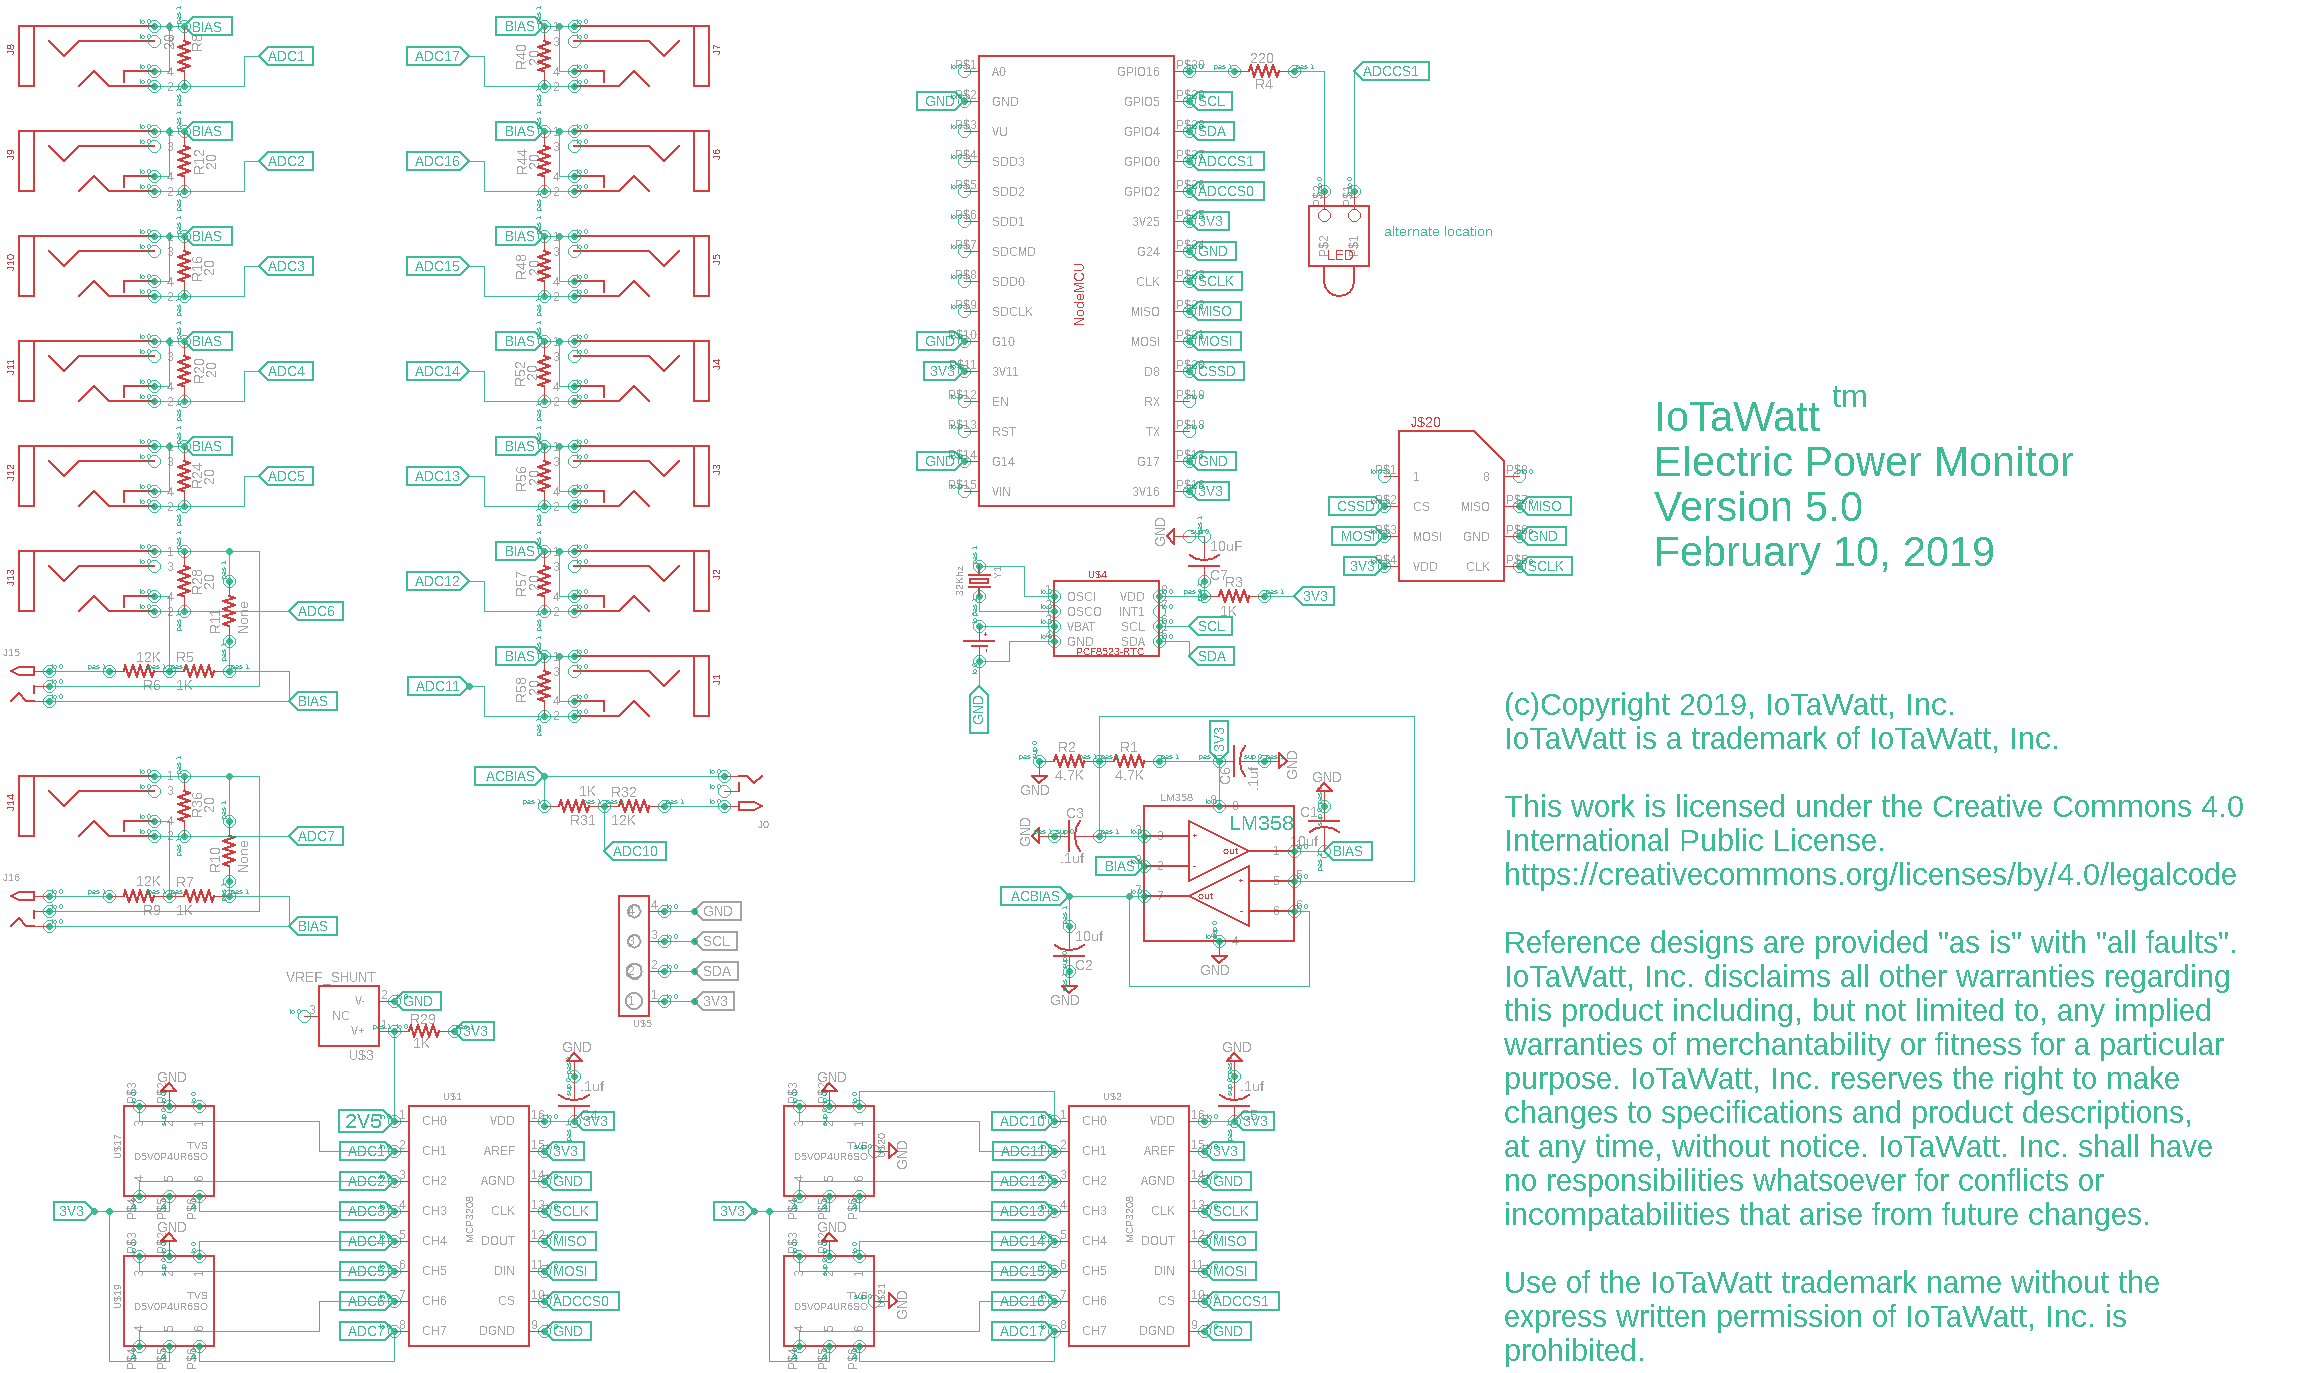 J8
BIAS
ADC1
J9
BIAS
R12
20
ADC2
J10
BIAS
R16
20
ADC3
J11
BIAS
R20
20
ADC4
J12
BIAS
R24
20
ADC5
J13
R28
20
R11
None
ADC6
J15
12K
R5
R6
1K
BIAS
J14
R36
20
R10
None
ADC7
J16
12K
R7
R9
1K
BIAS
ADC17
BIAS
R40
20
J7
ADC16
BIAS
R44
20
J6
ADC15
BIAS
R48
20
J5
ADC14
BIAS
R52
20
J4
ADC13
BIAS
R56
20
J3
ADC12
BIAS
R57
20
J2
ADC11
BIAS
R58
20
J1
ACBIAS
1K
R32
R31
12K
J0
ADC10
4 GND
3 SCL
2 SDA
1 3V3
U$5
VREF_SHUNT
V-
NC
V+
U$3
GND
R29
1K
3V3
NodeMCU
A0 GPIO16
GND GND GPIO5 SCL
VU GPIO4 SDA
SDD3 GPIO0 ADCCS1
SDD2 GPIO2 ADCCS0
SDD1 3V25 3V3
SDCMD G24 GND
SDD0 CLK SCLK
SDCLK MISO MISO
GND G10 MOSI MOSI
3V3 3V11 D8 CSSD
EN RX
RST TX
GND G14 G17 GND
VIN 3V16 3V3
220
R4
ADCCS1
LED
alternate location
J$20
1 8
CSSD CS MISO MISO
MOSI MOSI GND GND
3V3 VDD CLK SCLK
GND
10uF
C7
R3
1K
3V3
32Khz
Y1
U$4
OSCI VDD
OSCO INT1
VBAT SCL SCL
GND SDA SDA
PCF8523-RTC
GND
R2
4.7K
R1
4.7K
GND
3V3
C6
.1uf
GND
LM358
LM358
GND
C3
.1uf
GND
10uf
BIAS
out
BIAS
ACBIAS
out
10uf
C2
GND
GND
GND
U$17
TVS
D5V0P4UR6SO
3V3
GND
U$19
TVS
D5V0P4UR6SO
U$1
MCP3208
2V5 CH0 VDD 3V3
ADC1 CH1 AREF 3V3
ADC2 CH2 AGND GND
ADC3 CH3 CLK SCLK
ADC4 CH4 DOUT MISO
ADC5 CH5 DIN MOSI
ADC6 CH6 CS ADCCS0
ADC7 CH7 DGND GND
GND
.1uf
GND
TVS
D5V0P4UR6SO
GND
3V3
TVS
D5V0P4UR6SO
GND
U$2
MCP3208
ADC10 CH0 VDD 3V3
ADC11 CH1 AREF 3V3
ADC12 CH2 AGND GND
ADC13 CH3 CLK SCLK
ADC14 CH4 DOUT MISO
ADC15 CH5 DIN MOSI
ADC16 CH6 CS ADCCS1
ADC17 CH7 DGND GND
GND
.1uf
IoTaWatt tm
Electric Power Monitor
Version 5.0
February 10, 2019
(c)Copyright 2019, IoTaWatt, Inc.
IoTaWatt is a trademark of IoTaWatt, Inc.
This work is licensed under the Creative Commons 4.0
International Public License.
https://creativecommons.org/licenses/by/4.0/legalcode
Reference designs are provided "as is" with "all faults".
IoTaWatt, Inc. disclaims all other warranties regarding
this product including, but not limited to, any implied
warranties of merchantability or fitness for a particular
purpose. IoTaWatt, Inc. reserves the right to make
changes to specifications and product descriptions,
at any time, without notice. IoTaWatt. Inc. shall have
no responsibilities whatsoever for conflicts or
incompatabilities that arise from future changes.
Use of the IoTaWatt trademark name without the
express written permission of IoTaWatt, Inc. is
prohibited.